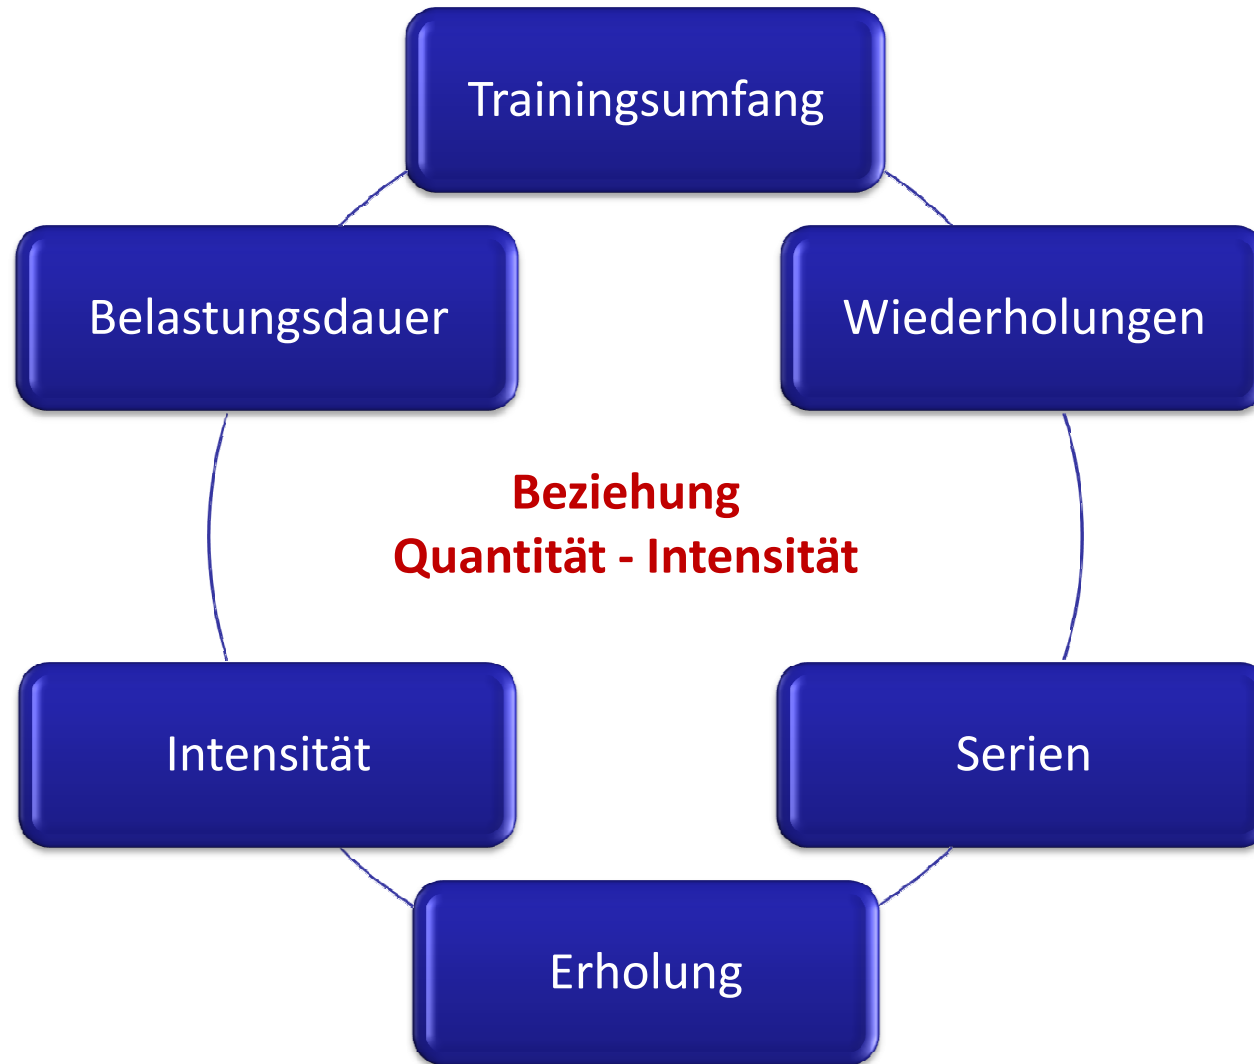 Trainingsumfang
Belastungsdauer
Wiederholungen
Beziehung
Quantität - Intensität
Intensität
Serien
Erholung